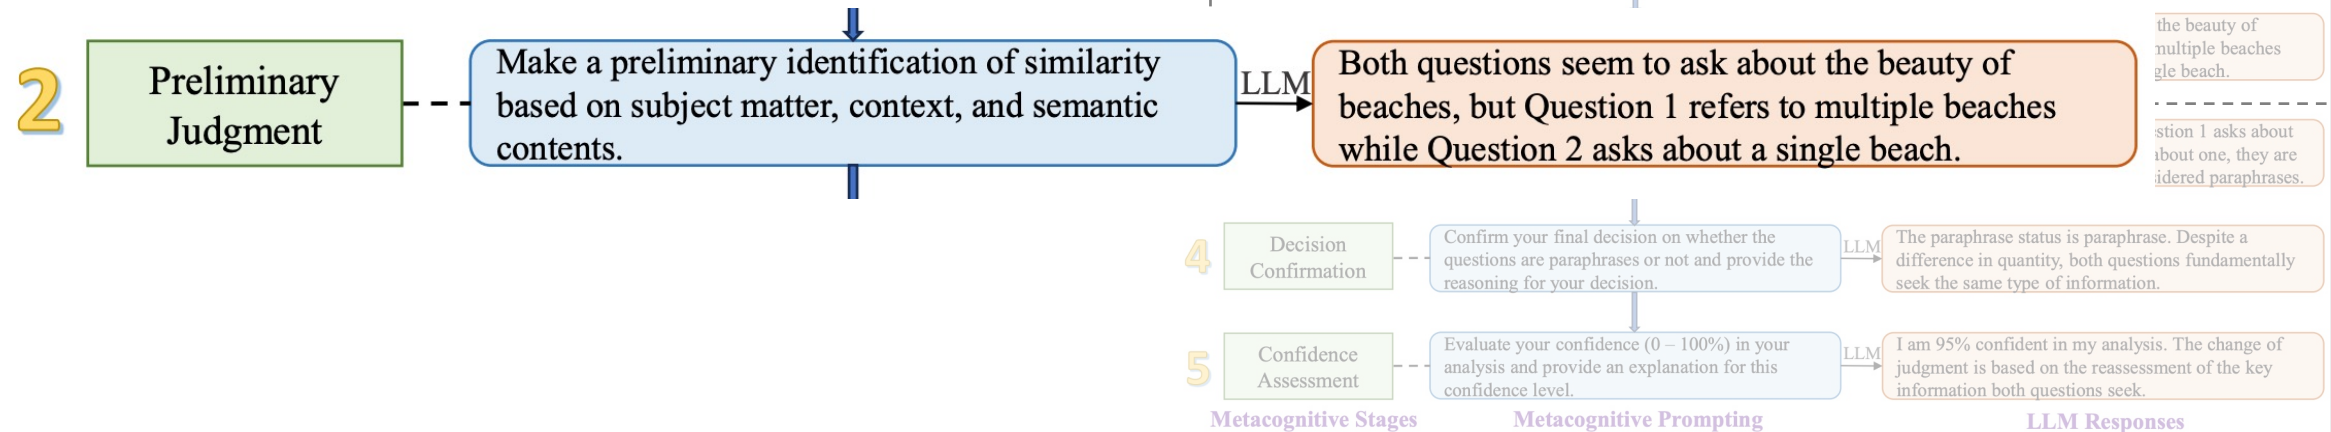 2
Preliminary
Judgment
Make a preliminary identification of similarity
based on subject matter, context, and semantic
contents.
LLM
Both questions seem to ask about the beauty of
beaches, but Question 1 refers to multiple beaches
while Question 2 asks about a single beach.
the beauty of
multiple beaches
gle beach.
stion 1 asks about
about one, they are
sidered paraphrases.
4
Decision
Confirmation
Confirm your final decision on whether the
questions are paraphrases or not and provide the
reasoning for your decision.
LLM
The paraphrase status is paraphrase. Despite a
difference in quantity, both questions fundamentally
seek the same type of information.
5
Confidence
Assessment
Evaluate your confidence (0 – 100%) in your
analysis and provide an explanation for this
confidence level.
LLM
I am 95% confident in my analysis. The change of
judgment is based on the reassessment of the key
information both questions seek.
Metacognitive Stages
Metacognitive Prompting
LLM Responses